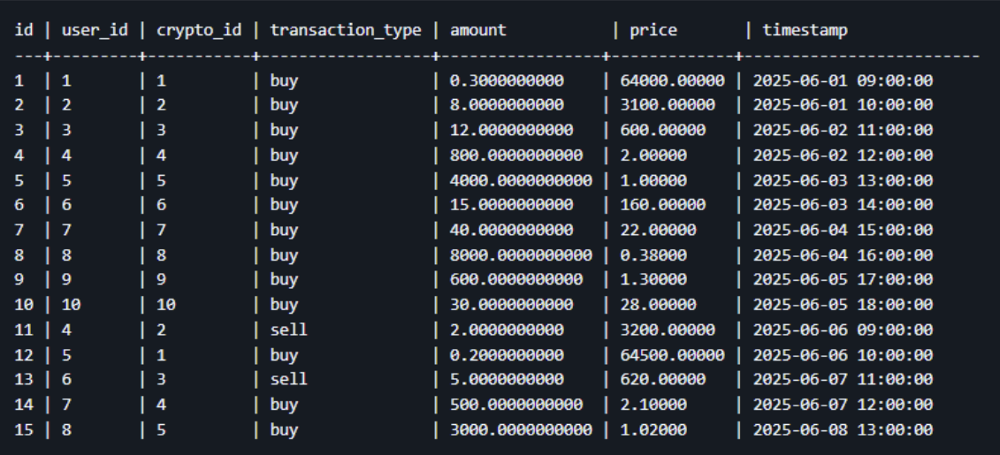 id | user_id | crypto_id | transaction_type | amount          | price      | timestamp
---+---------+-----------+------------------+-----------------+-------------+-------------------------
1  | 1       | 1         | buy              | 0.3000000000    | 64000.00000 | 2025-06-01 09:00:00
2  | 2       | 2         | buy              | 8.0000000000    | 3100.00000  | 2025-06-01 10:00:00
3  | 3       | 3         | buy              | 12.0000000000   | 600.00000   | 2025-06-02 11:00:00
4  | 4       | 4         | buy              | 800.0000000000  | 2.00000     | 2025-06-02 12:00:00
5  | 5       | 5         | buy              | 4000.0000000000 | 1.00000     | 2025-06-03 13:00:00
6  | 6       | 6         | buy              | 15.0000000000   | 160.00000   | 2025-06-03 14:00:00
7  | 7       | 7         | buy              | 40.0000000000   | 22.00000    | 2025-06-04 15:00:00
8  | 8       | 8         | buy              | 8000.0000000000 | 0.38000     | 2025-06-04 16:00:00
9  | 9       | 9         | buy              | 600.0000000000  | 1.30000     | 2025-06-05 17:00:00
10 | 10      | 10        | buy              | 30.0000000000   | 28.00000    | 2025-06-05 18:00:00
11 | 4       | 2         | sell             | 2.0000000000    | 3200.00000  | 2025-06-06 09:00:00
12 | 5       | 1         | buy              | 0.2000000000    | 64500.00000 | 2025-06-06 10:00:00
13 | 6       | 3         | sell             | 5.0000000000    | 620.00000   | 2025-06-07 11:00:00
14 | 7       | 4         | buy              | 500.0000000000  | 2.10000     | 2025-06-07 12:00:00
15 | 8       | 5         | buy              | 3000.0000000000 | 1.02000     | 2025-06-08 13:00:00